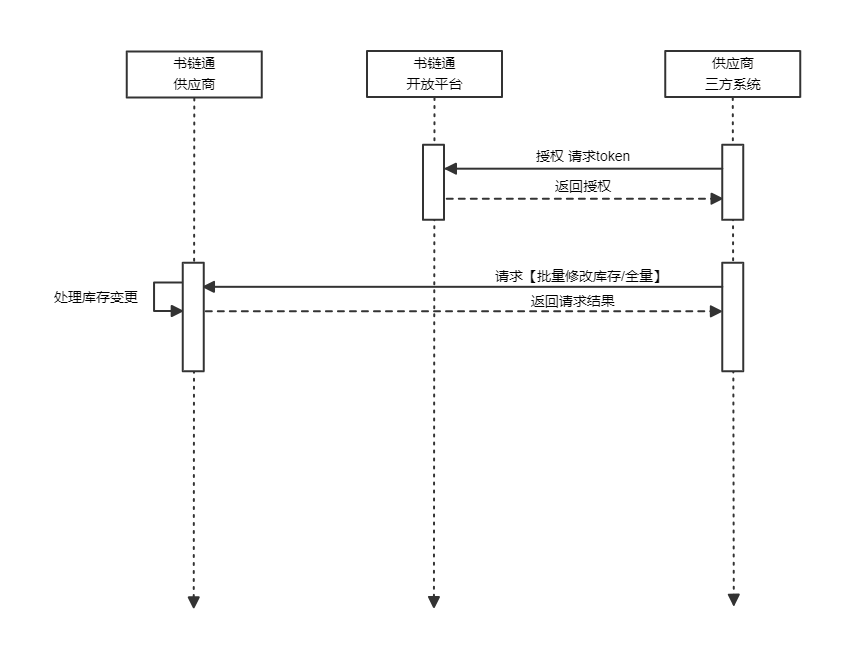 书链通
供应商
书链通
开放平台
供应商
三方系统
授权 请求token
返回授权
请求【批量修改库存/全量】
处理库存变更
返回请求结果